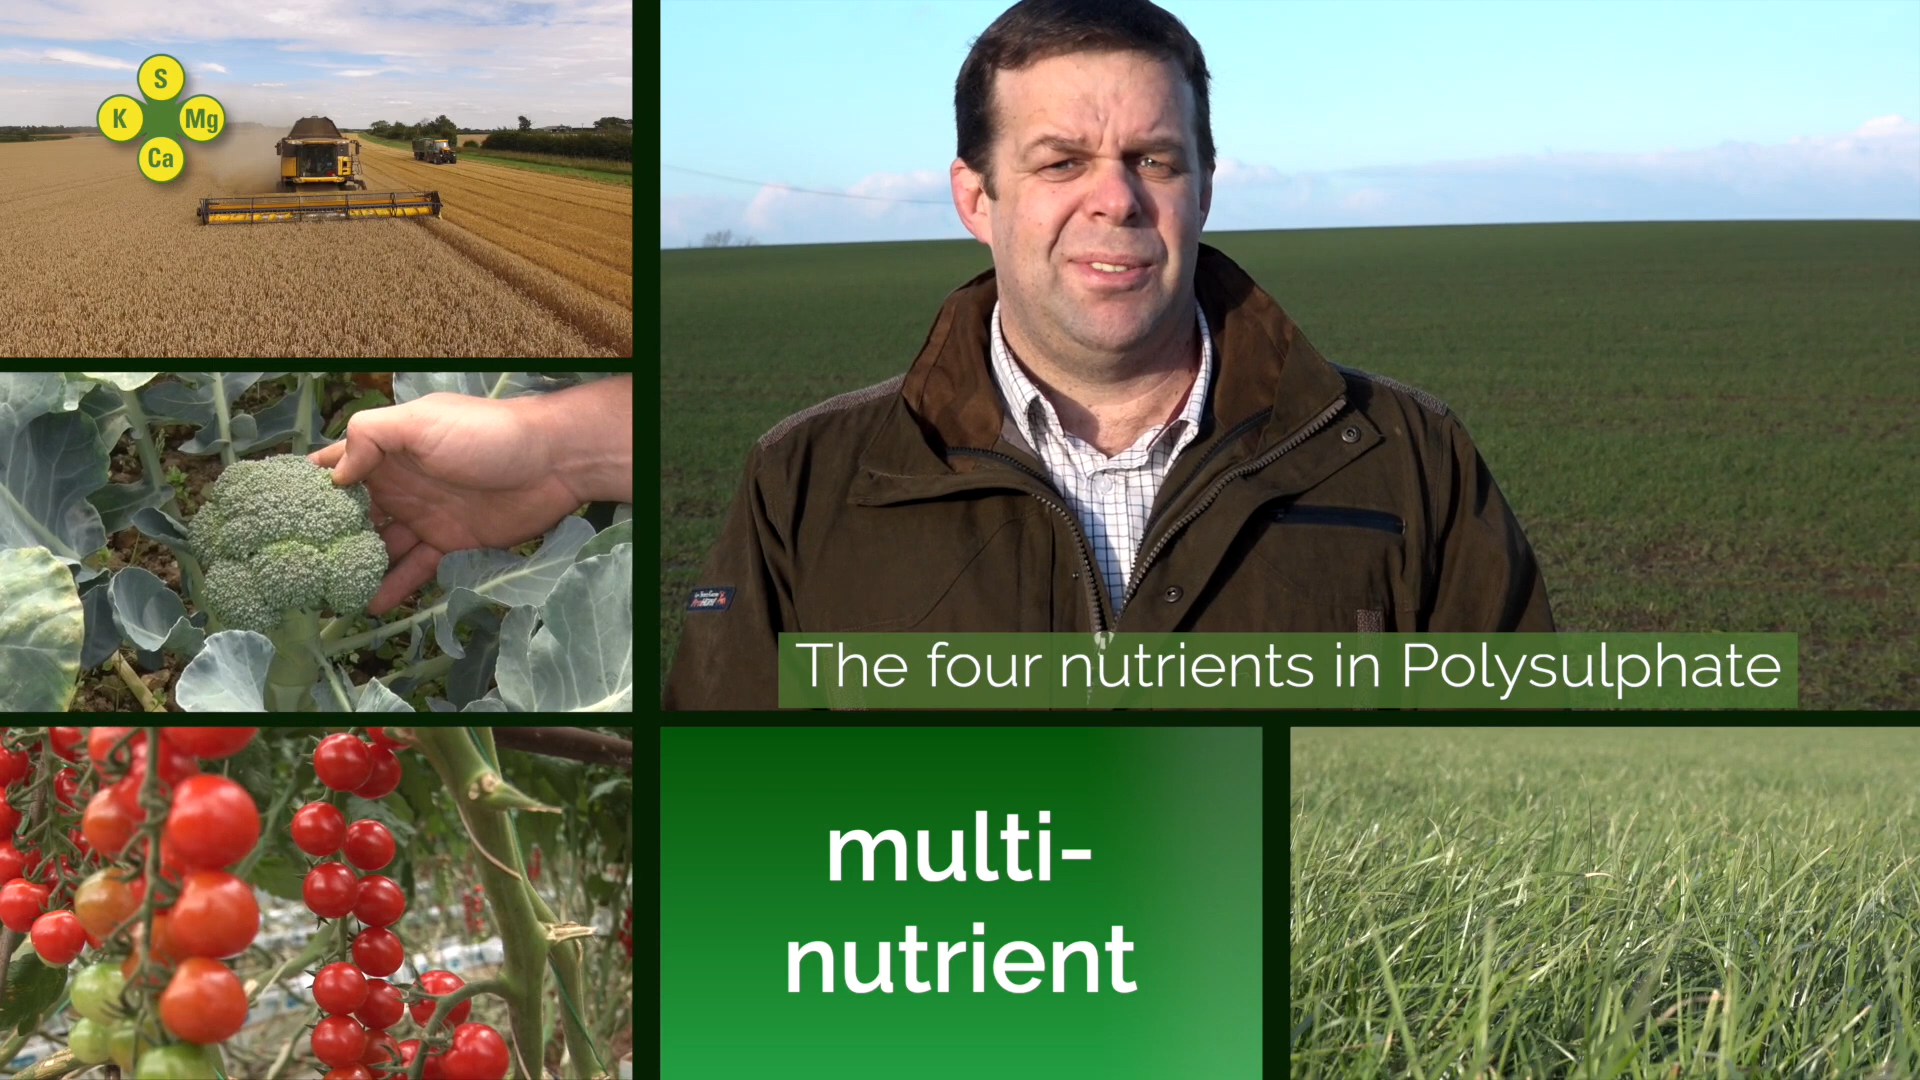 S
K Mg
Ca
The four nutrients in Polysulphate
multi-
nutrient